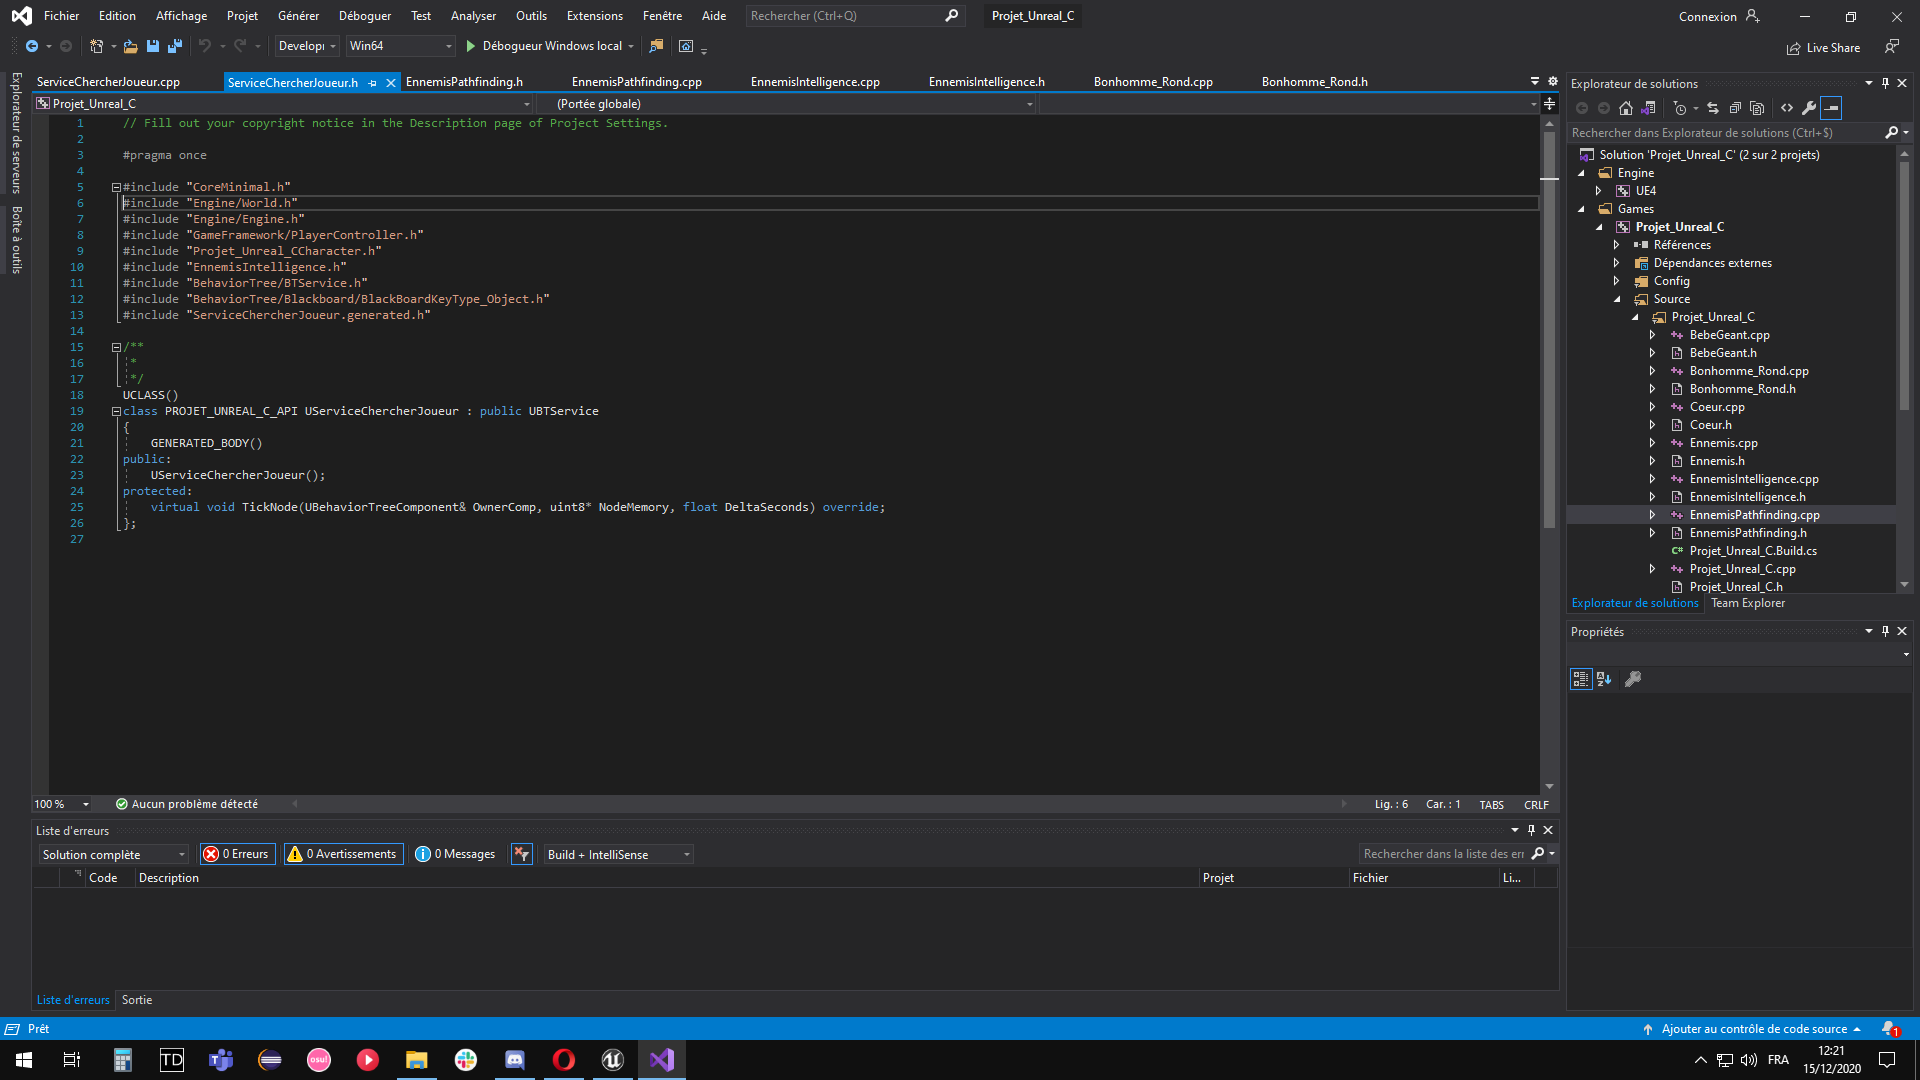 Fichier Edition Affichage Projet Générer Déboguer Test Analyser Outils Extensions Fenêtre Aide Rechercher (Ctrl+Q) Projet_Unreal_C Connexion
Developi Win64 Débogueur Windows local Live Share
Explorateur de serveurs
Boîte à outils
ServiceChercherJoueur.cpp ServiceChercherJoueur.h EnnemisPathfinding.h EnnemisPathfinding.cpp EnnemisIntelligence.cpp EnnemisIntelligence.h Bonhomme_Rond.cpp Bonhomme_Rond.h
Projet_Unreal_C (Portée globale)
1 // Fill out your copyright notice in the Description page of Project Settings.
2
3 #pragma once
4
5 #include "CoreMinimal.h"
6 #include "Engine/World.h"
7 #include "Engine/Engine.h"
8 #include "GameFramework/PlayerController.h"
9 #include "Projet_Unreal_CCharacter.h"
10 #include "EnnemisIntelligence.h"
11 #include "BehaviorTree/BTService.h"
12 #include "BehaviorTree/Blackboard/BlackBoardKeyType_Object.h"
13 #include "ServiceChercherJoueur.generated.h"
14
15 /**
16 *
17 */
18 UCLASS()
19 class PROJET_UNREAL_C_API UServiceChercherJoueur : public UBTService
20 {
21 GENERATED_BODY()
22 public:
23 UServiceChercherJoueur();
24 protected:
25 virtual void TickNode(UBehaviorTreeComponent& OwnerComp, uint8* NodeMemory, float DeltaSeconds) override;
26 };
27
100 % Aucun problème détecté Lig. : 6 Car. : 1 TABS CRLF
Liste d'erreurs
Solution complète 0 Erreurs 0 Avertissements 0 Messages Build + IntelliSense Rechercher dans la liste des err
Code Description Projet Fichier Li...
Liste d'erreurs Sortie
Explorateur de solutions
Rechercher dans Explorateur de solutions (Ctrl+$)
Solution 'Projet_Unreal_C' (2 sur 2 projets)
Engine
UE4
Games
Projet_Unreal_C
Références
Dépendances externes
Config
Source
Projet_Unreal_C
BebeGeant.cpp
BebeGeant.h
Bonhomme_Rond.cpp
Bonhomme_Rond.h
Coeur.cpp
Coeur.h
Ennemis.cpp
Ennemis.h
EnnemisIntelligence.cpp
EnnemisIntelligence.h
EnnemisPathfinding.cpp
EnnemisPathfinding.h
Projet_Unreal_C.Build.cs
Projet_Unreal_C.cpp
Projet_Unreal_C.h
Explorateur de solutions Team Explorer
Propriétés
Prêt Ajouter au contrôle de code source 1
TD osu! FRA 12:21
15/12/2020